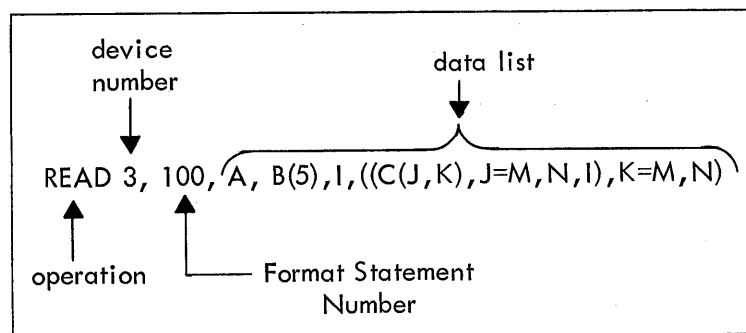 device
number
data list
READ 3, 100, A, B(5),I,((C(J,K),J=M,N,I),K=M,N)
operation
Format Statement
Number